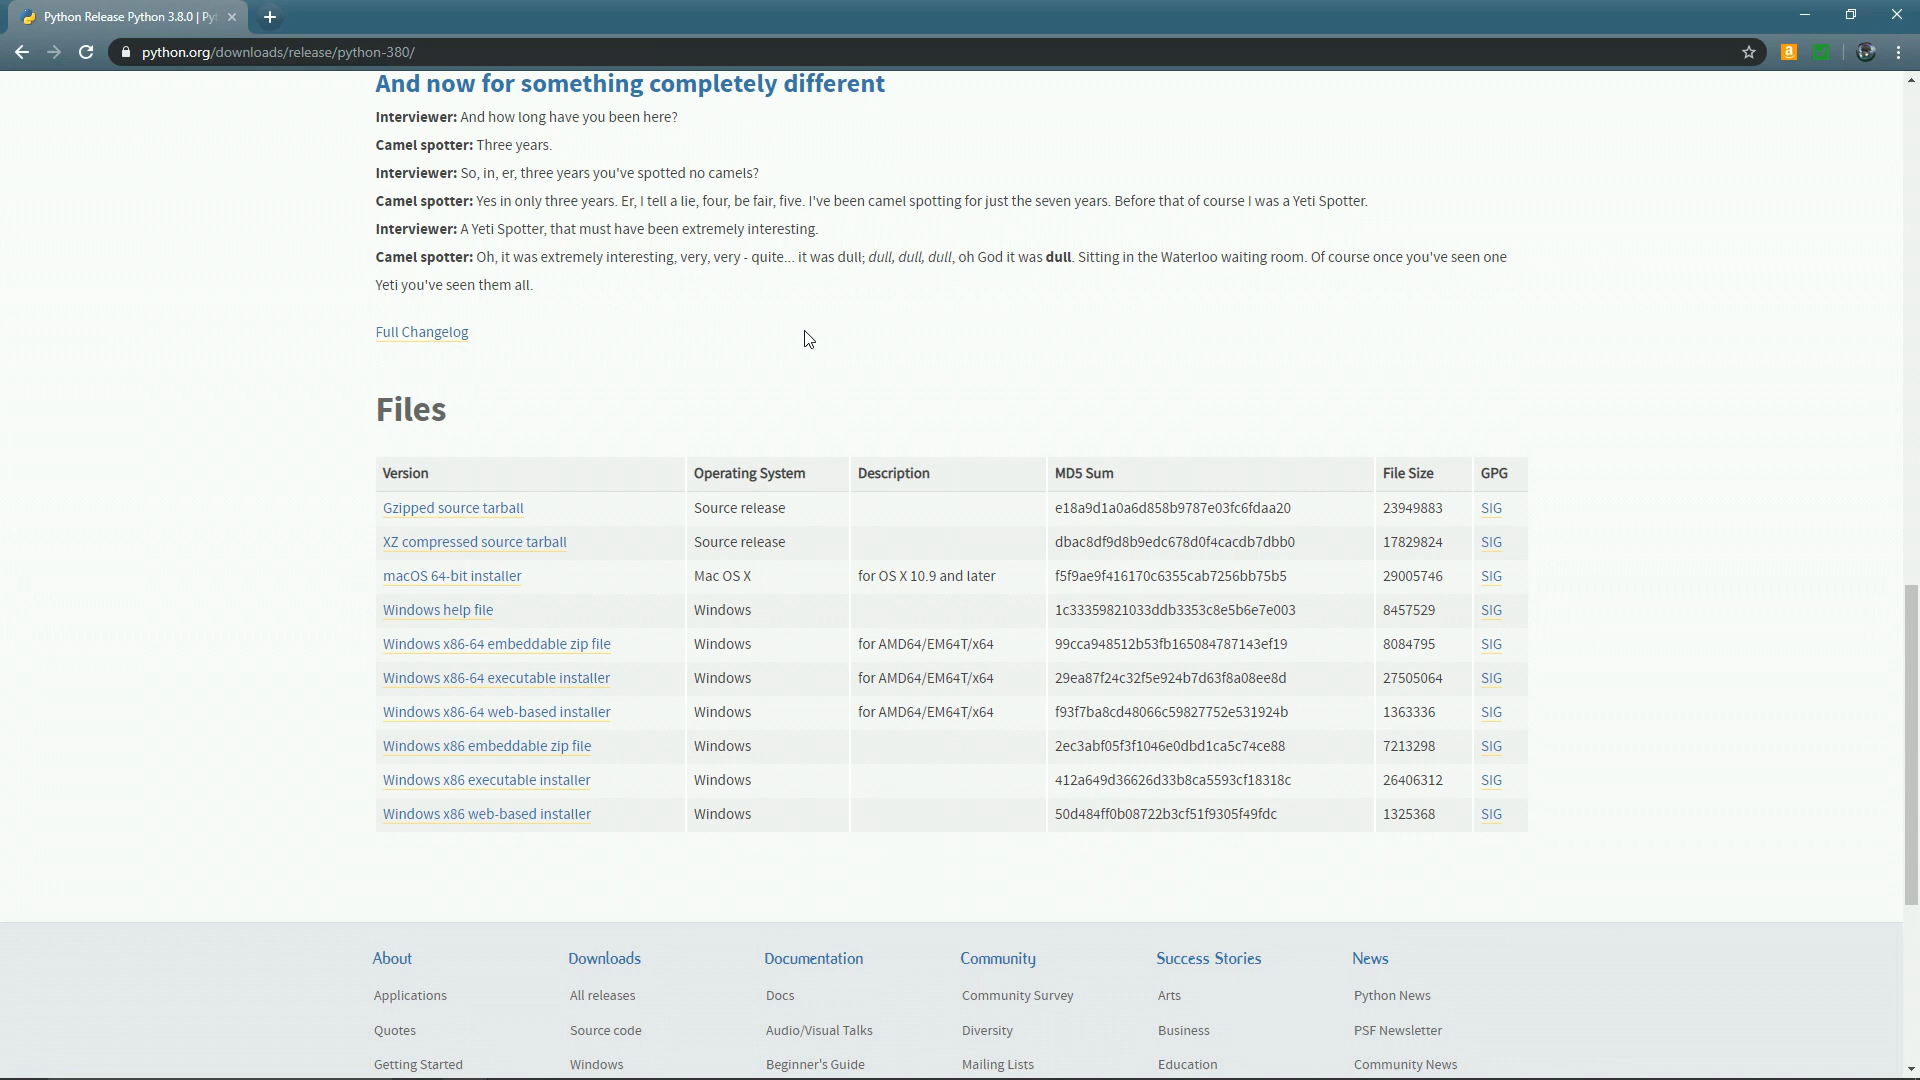 Python Release Python 3.8.0 | Py
python.org/downloads/release/python-380/
And now for something completely different
Interviewer: And how long have you been here?
Camel spotter: Three years.
Interviewer: So, in, er, three years you've spotted no camels?
Camel spotter: Yes in only three years. Er, I tell a lie, four, be fair, five. I've been camel spotting for just the seven years. Before that of course I was a Yeti Spotter.
Interviewer: A Yeti Spotter, that must have been extremely interesting.
Camel spotter: Oh, it was extremely interesting, very, very - quite... it was dull; dull, dull, dull, oh God it was dull. Sitting in the Waterloo waiting room. Of course once you've seen one
Yeti you've seen them all.
Full Changelog
Files
Version Operating System Description MD5 Sum File Size GPG
Gzipped source tarball Source release e18a9d1a0a6d858b9787e03fc6fdaa20 23949883 SIG
XZ compressed source tarball Source release dbac8df9d8b9edc678d0f4cacdb7dbb0 17829824 SIG
macOS 64-bit installer Mac OS X for OS X 10.9 and later f5f9ae9f416170c6355cab7256bb75b5 29005746 SIG
Windows help file Windows 1c33359821033ddb3353c8e5b6e7e003 8457529 SIG
Windows x86-64 embeddable zip file Windows for AMD64/EM64T/x64 99cca948512b53fb165084787143ef19 8084795 SIG
Windows x86-64 executable installer Windows for AMD64/EM64T/x64 29ea87f24c32f5e924b7d63f8a08ee8d 27505064 SIG
Windows x86-64 web-based installer Windows for AMD64/EM64T/x64 f93f7ba8cd48066c59827752e531924b 1363336 SIG
Windows x86 embeddable zip file Windows 2ec3abf05f3f1046e0dbd1ca5c74ce88 7213298 SIG
Windows x86 executable installer Windows 412a649d36626d33b8ca5593cf18318c 26406312 SIG
Windows x86 web-based installer Windows 50d484ff0b08722b3cf51f9305f49fdc 1325368 SIG
About Downloads Documentation Community Success Stories News
Applications All releases Docs Community Survey Arts Python News
Quotes Source code Audio/Visual Talks Diversity Business PSF Newsletter
Getting Started Windows Beginner's Guide Mailing Lists Education Community News